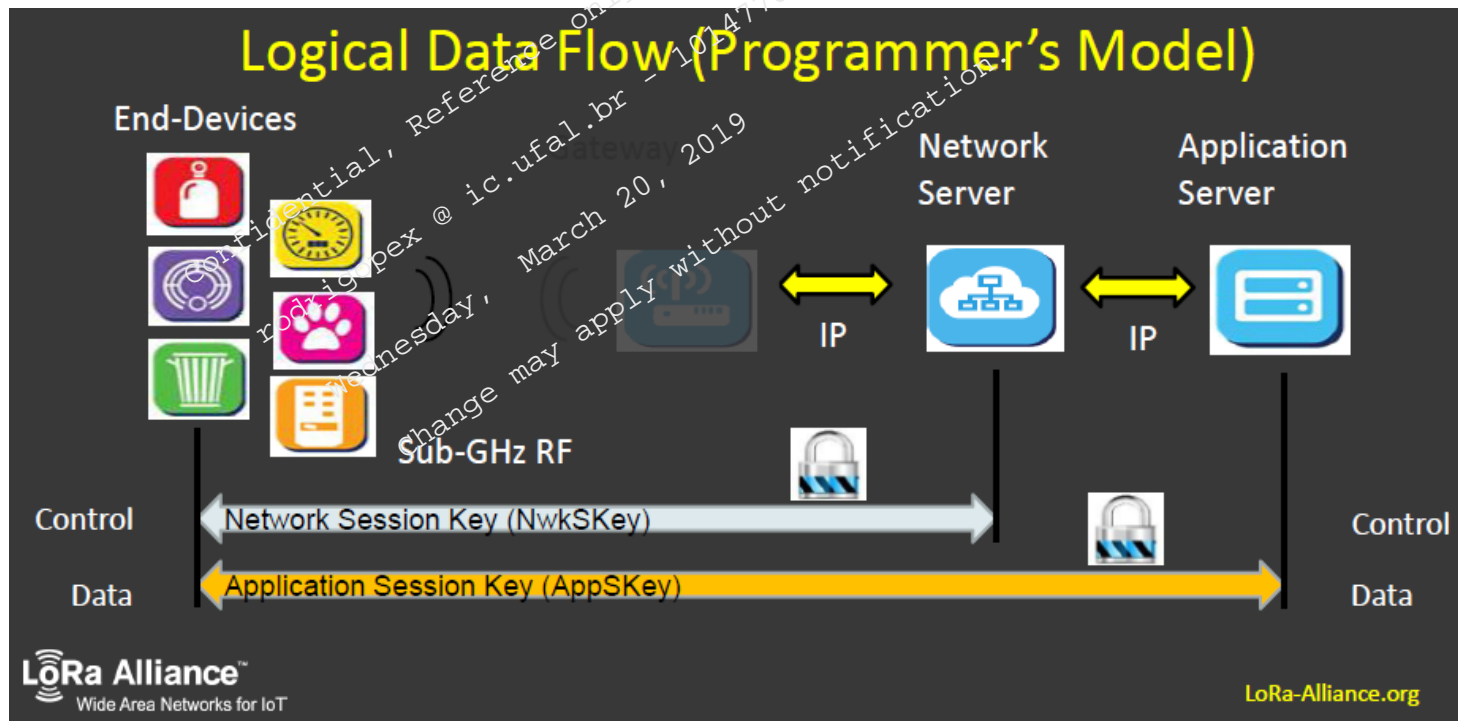 Logical Data Flow (Programmer's Model)
End-Devices
Gateway
Network
Server
Application
Server
IP
IP
Sub-GHz RF
Control
Network Session Key (NwkSKey)
Control
Data
Application Session Key (AppSKey)
Data
LoRa Alliance™
Wide Area Networks for IoT
LoRa-Alliance.org
Confidential, Reference
rodrigopex @ ic.ufal.br -
Wednesday, March 20, 2019
Change may apply without notification.